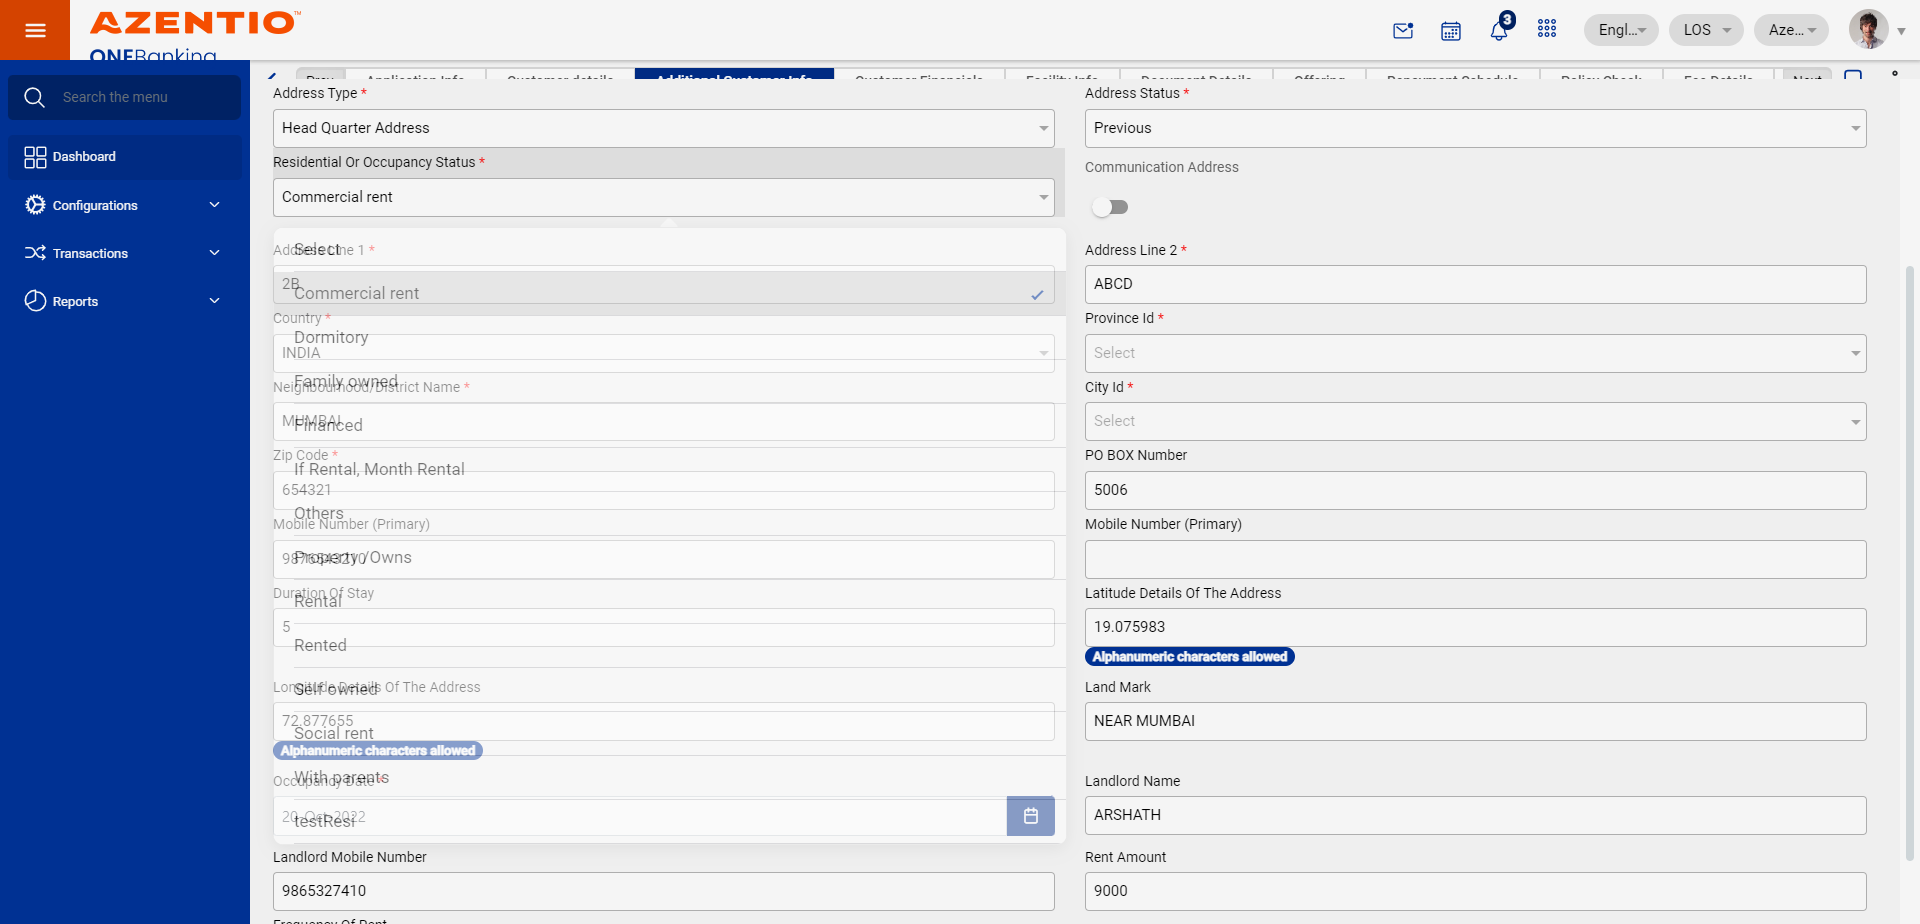 AZENTIO™
ONEBanking
3
Engl...
LOS
Aze...
Search the menu
Dashboard
Configurations
Transactions
Reports
Prev
Application Info
Customer details
Additional Customer Info
Customer Financials
Facility Info
Document Details
Offering
Repayment Schedule
Policy Check
Fee Details
Next
Address Type *
Head Quarter Address
Address Status *
Previous
Residential Or Occupancy Status *
Commercial rent
Communication Address
Address Line 1 *
2B
Address Line 2 *
ABCD
Country *
INDIA
Province Id *
Select
Neighbourhood/District Name *
MUMBAI
City Id *
Select
Zip Code *
654321
PO BOX Number
5006
Mobile Number (Primary)
9876543210
Mobile Number (Primary)
Duration Of Stay
5
Latitude Details Of The Address
19.075983
Alphanumeric characters allowed
Longitude Details Of The Address
72.877655
Alphanumeric characters allowed
Land Mark
NEAR MUMBAI
Occupancy Date *
20-Oct-2022
Landlord Name
ARSHATH
Landlord Mobile Number
9865327410
Rent Amount
9000
Frequency Of Rent
Select
Commercial rent
Dormitory
Family owned
Financed
If Rental, Month Rental
Others
Property /Owns
Rental
Rented
Self owned
Social rent
With parents
testResi